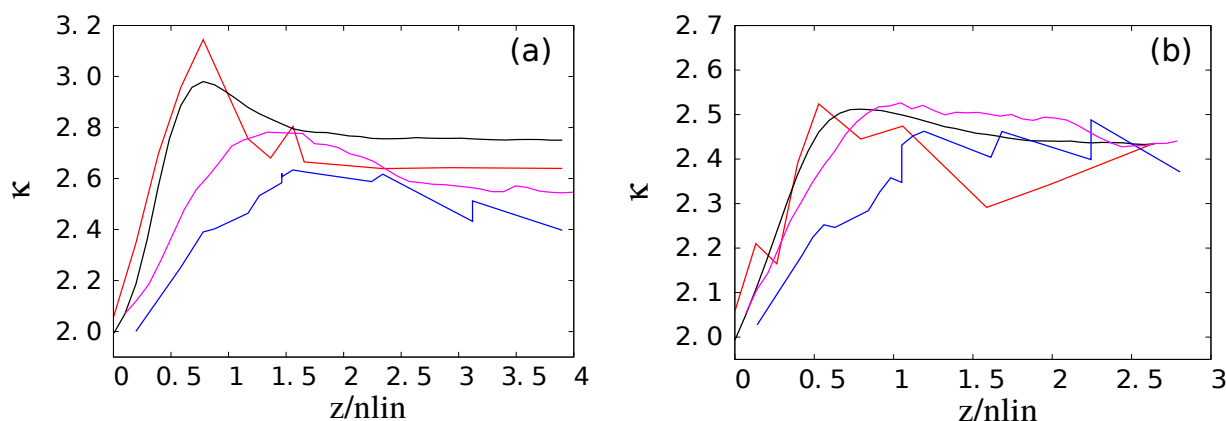 (a)
κ
3. 2
3. 0
2. 8
2. 6
2. 4
2. 2
2. 0
0 0. 5 1 1. 5 2 2. 5 3 3. 5 4
z/nlin
(b)
κ
2. 7
2. 6
2. 5
2. 4
2. 3
2. 2
2. 1
2. 0
0 0. 5 1 1. 5 2 2. 5 3
z/nlin